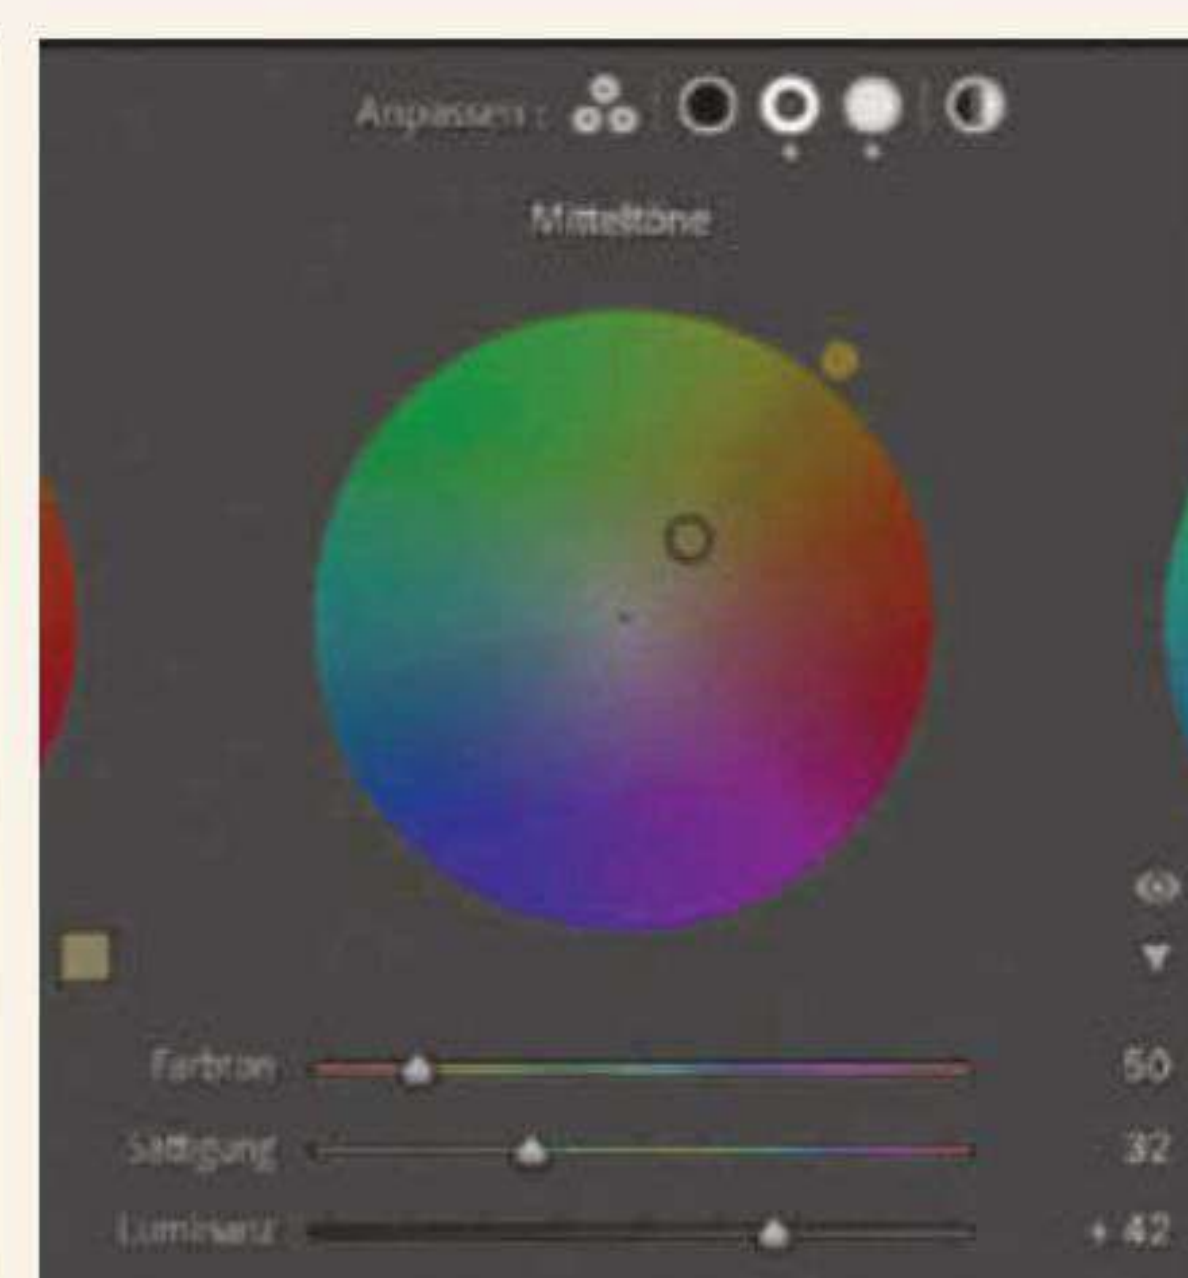 Anpassen :
Mitteltöne
Farbton 50
Sättigung 32
Luminanz + 42